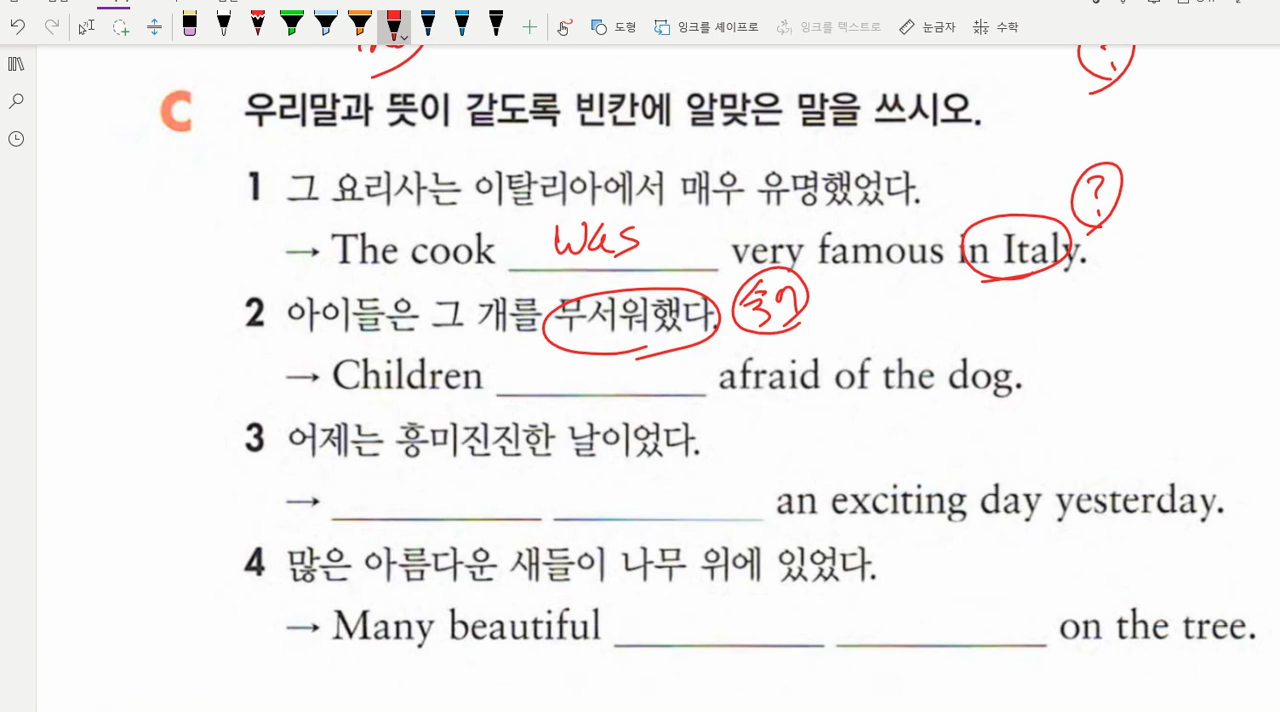 도형 잉크를 셰이프로 잉크를 텍스트로 눈금자 수학
C 우리말과 뜻이 같도록 빈칸에 알맞은 말을 쓰시오.
1 그 요리사는 이탈리아에서 매우 유명했었다.
?
→ The cook was very famous in Italy.
2 아이들은 그 개를 무서워했다. 숙어
→ Children ________ afraid of the dog.
3 어제는 흥미진진한 날이었다.
→ ________ ________ an exciting day yesterday.
4 많은 아름다운 새들이 나무 위에 있었다.
→ Many beautiful ________ ________ on the tree.